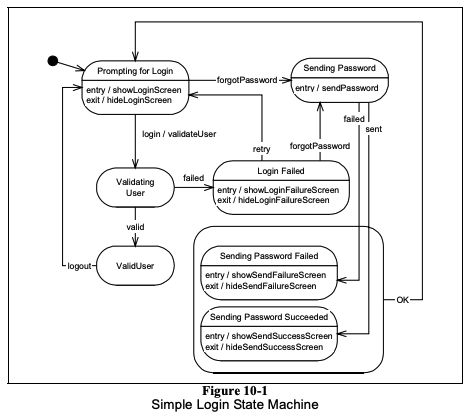 Prompting for Login
entry / showLoginScreen
exit / hideLoginScreen
forgotPassword
Sending Password
entry / sendPassword
failed
sent
login / validateUser
retry
forgotPassword
Validating
User
failed
Login Failed
entry / showLoginFailureScreen
exit / hideLoginFailureScreen
valid
logout
ValidUser
Sending Password Failed
entry / showSendFailureScreen
exit / hideSendFailureScreen
OK
Sending Password Succeeded
entry / showSendSuccessScreen
exit / hideSendSuccessScreen
Figure 10-1
Simple Login State Machine